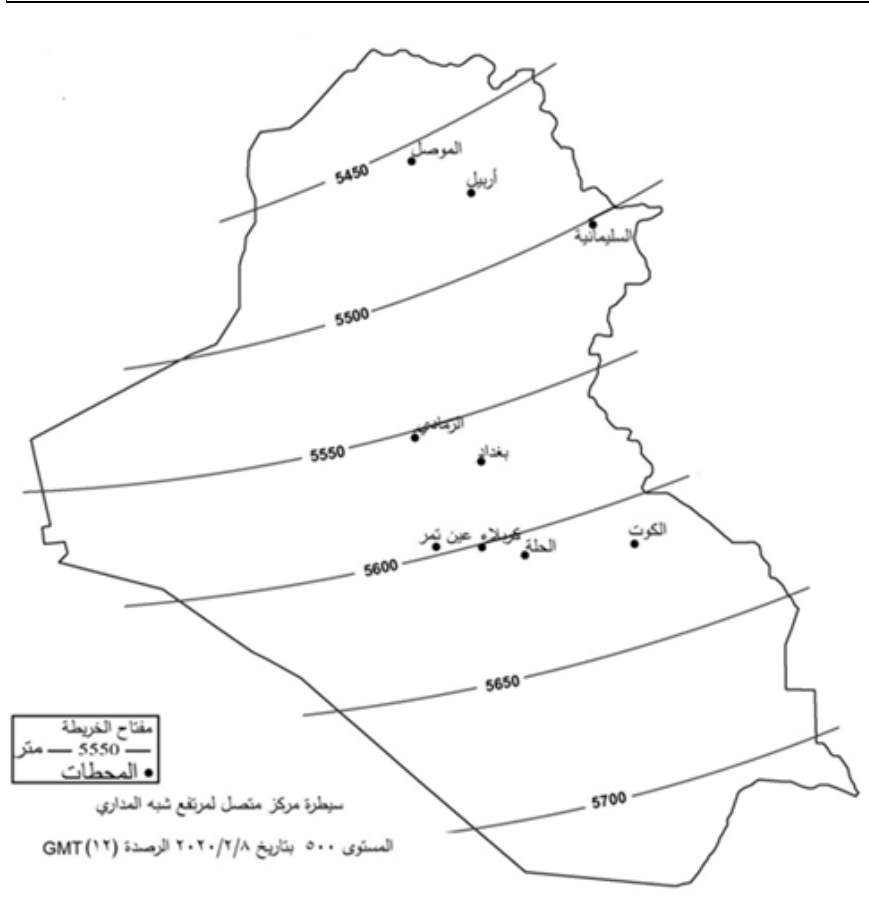 الموصل
5450
أربيل
السليمانية
5500
الرمادي
5550
بغداد
عين تمر
كربلاء
الحلة
الكوت
5600
5650
5700
مفتاح الخريطة
5550 متر
المحطات
سيطرة مركز متصل لمرتفع شبه المداري
المستوى ٥٠٠ بتاريخ ٢٠٢٠/٢/٨ الرصدة (١٢) GMT